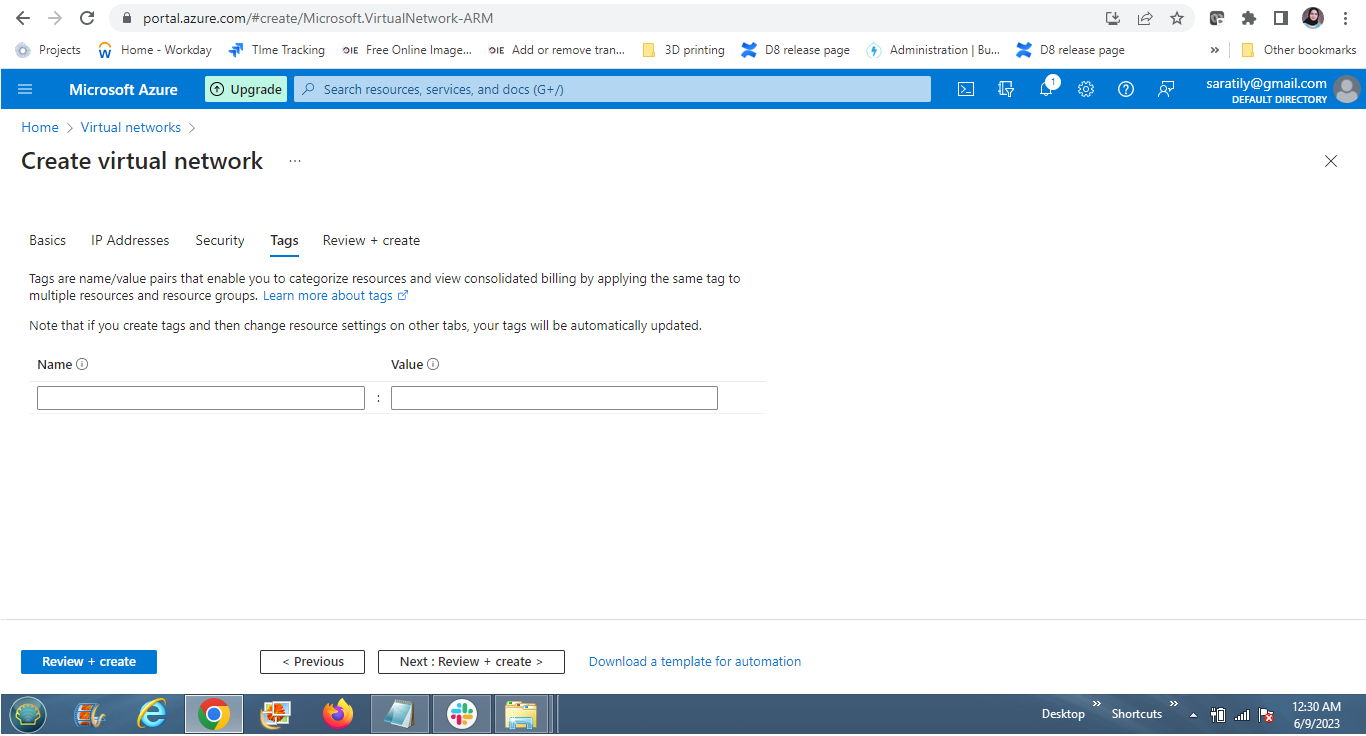 portal.azure.com/#create/Microsoft.VirtualNetwork-ARM
Projects Home - Workday TIme Tracking OIE Free Online Image... OIE Add or remove tran... 3D printing D8 release page Administration | Bu... D8 release page » Other bookmarks
Microsoft Azure Upgrade Search resources, services, and docs (G+/) 1 saratily@gmail.com
DEFAULT DIRECTORY
Home > Virtual networks >
Create virtual network ...
Basics IP Addresses Security Tags Review + create
Tags are name/value pairs that enable you to categorize resources and view consolidated billing by applying the same tag to
multiple resources and resource groups. Learn more about tags
Note that if you create tags and then change resource settings on other tabs, your tags will be automatically updated.
Name Value
:
Review + create < Previous Next : Review + create > Download a template for automation
Desktop » Shortcuts » 12:30 AM
6/9/2023